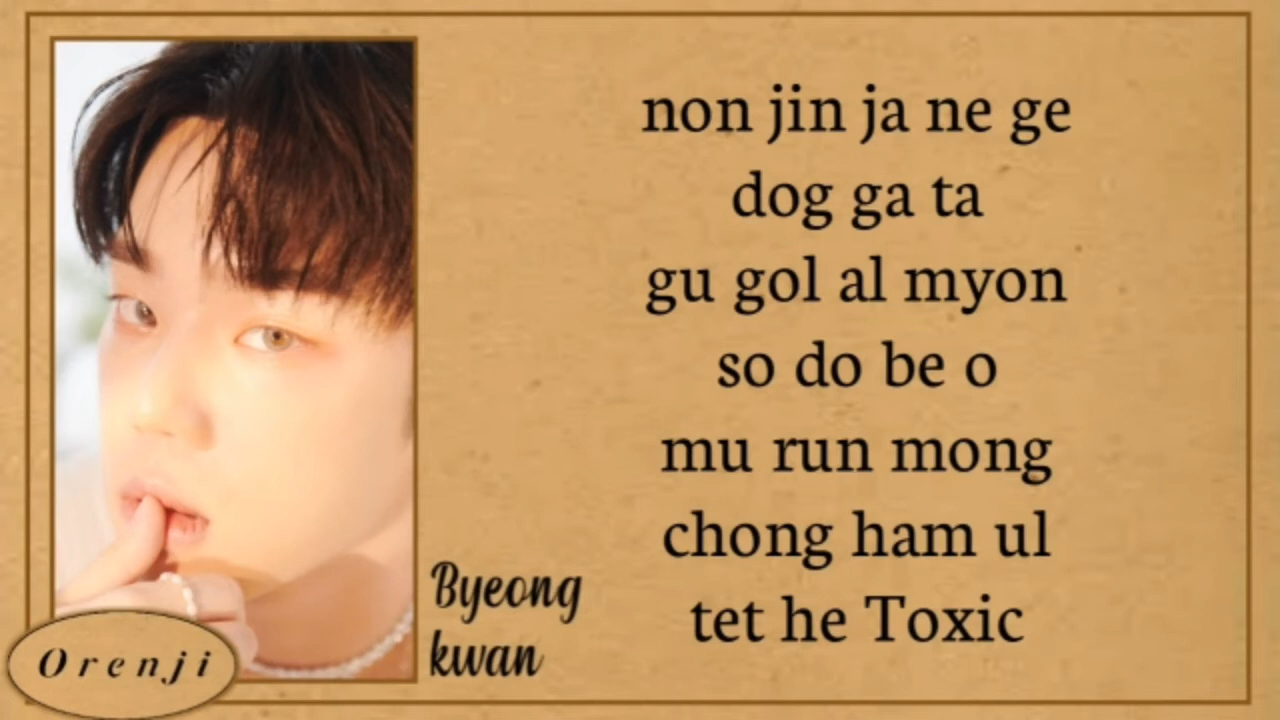 non jin ja ne ge
dog ga ta
gu gol al myon
so do be o
mu run mong
chong ham ul
tet he Toxic
Byeong
kwan
Orenji